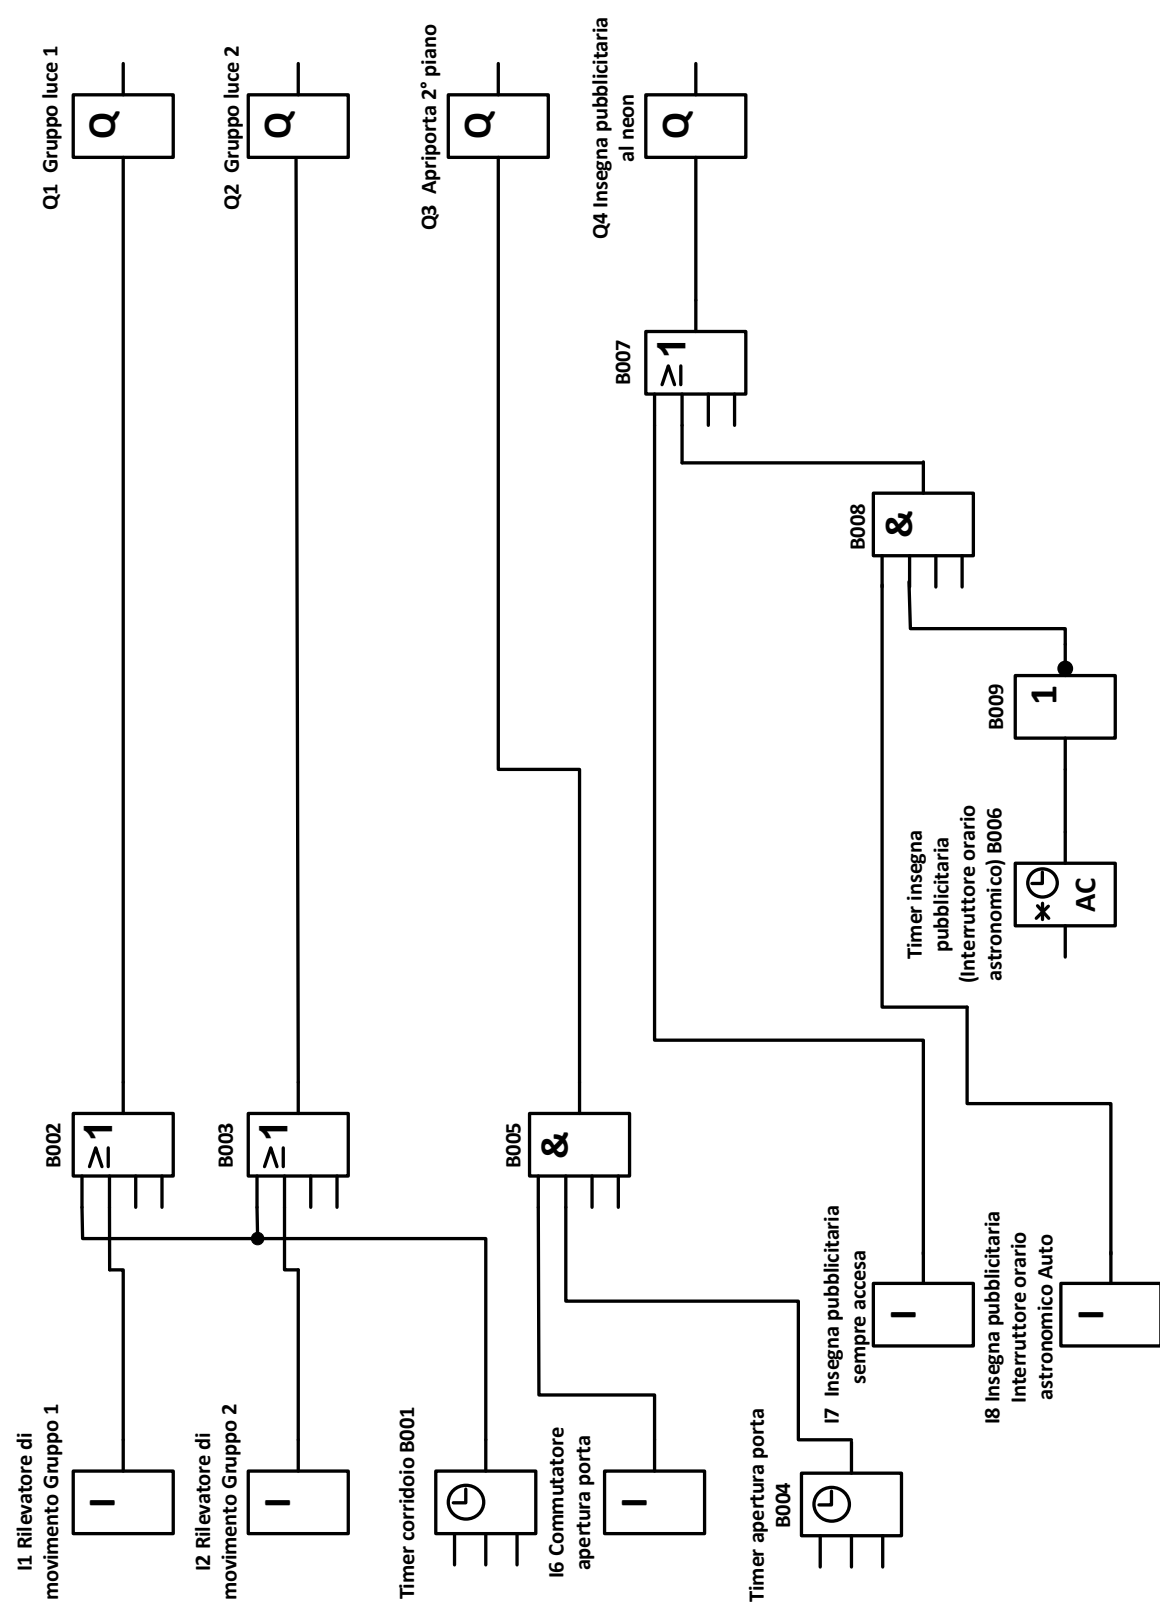 I1 Rilevatore di
movimento Gruppo 1
I
B002
≥1
Q1 Gruppo luce 1
Q
I2 Rilevatore di
movimento Gruppo 2
I
B003
≥1
Q2 Gruppo luce 2
Q
Timer corridoio B001
I6 Commutatore
apertura porta
I
B005
&
Q3 Apriporta 2° piano
Q
Timer apertura porta
B004
I7 Insegna pubblicitaria
sempre accesa
I
B007
≥1
Q4 Insegna pubblicitaria
al neon
Q
I8 Insegna pubblicitaria
Interruttore orario
astronomico Auto
I
B008
&
Timer insegna
pubblicitaria
(Interruttore orario
astronomico) B006
AC
B009
1